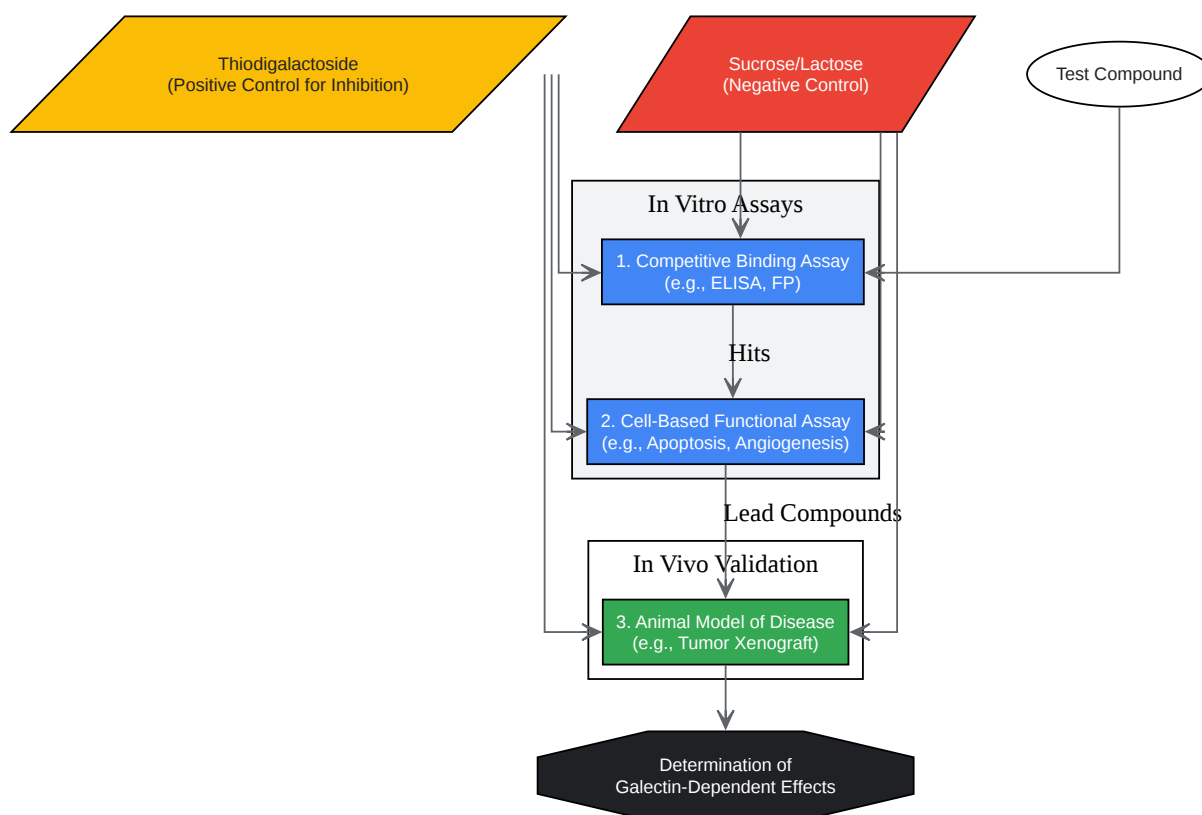 Thiodigalactoside
(Positive Control for Inhibition)
Sucrose/Lactose
(Negative Control)
Test Compound
In Vitro Assays
1. Competitive Binding Assay
(e.g., ELISA, FP)
Hits
2. Cell-Based Functional Assay
(e.g., Apoptosis, Angiogenesis)
Lead Compounds
In Vivo Validation
3. Animal Model of Disease
(e.g., Tumor Xenograft)
Determination of
Galectin-Dependent Effects